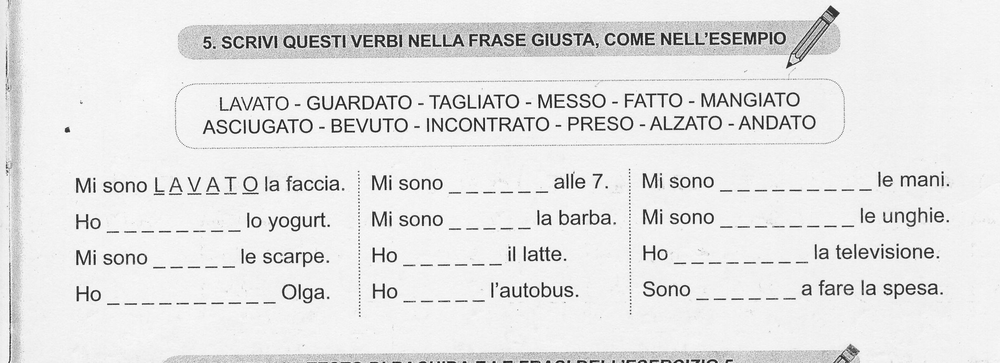 5. SCRIVI QUESTI VERBI NELLA FRASE GIUSTA, COME NELL'ESEMPIO
LAVATO - GUARDATO - TAGLIATO - MESSO - FATTO - MANGIATO
ASCIUGATO - BEVUTO - INCONTRATO - PRESO - ALZATO - ANDATO
Mi sono L A V A T O la faccia.
Ho _ _ _ _ _ _ _ _ lo yogurt.
Mi sono _ _ _ _ _ le scarpe.
Ho _ _ _ _ _ _ _ _ _ _ Olga.
Mi sono _ _ _ _ _ _ alle 7.
Mi sono _ _ _ _ _ la barba.
Ho _ _ _ _ _ _ il latte.
Ho _ _ _ _ _ l'autobus.
Mi sono _ _ _ _ _ _ _ _ _ le mani.
Mi sono _ _ _ _ _ _ _ _ le unghie.
Ho _ _ _ _ _ _ _ _ la televisione.
Sono _ _ _ _ _ _ a fare la spesa.